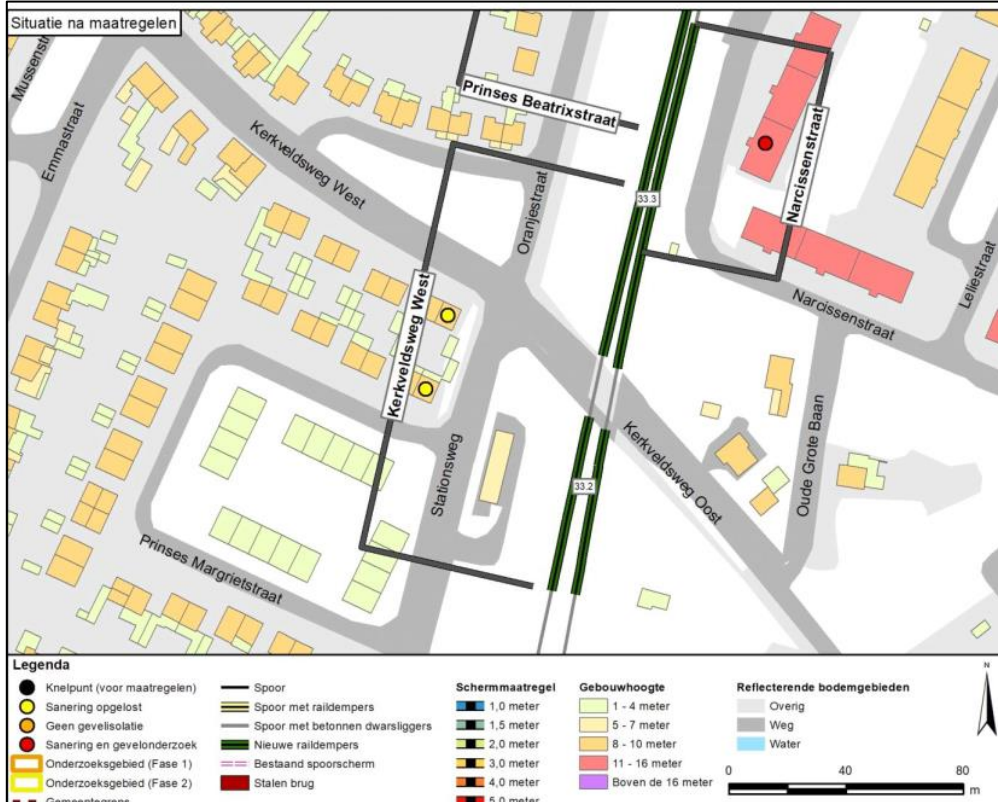 Situatie na maatregelen
Prinses Beatrixstraat
Emmastraat
Kerkveldsweg West
Oranjestraat
33.3
Narcissenstraat
Kerkveldsweg West
Narcissenstraat
Leliestraat
Stationsweg
33.2
Kerkveldsweg Oost
Oude Grote Baan
Prinses Margrietstraat
Legenda
Knelpunt (voor maatregelen)
Sanering opgelost
Geen gevelisolatie
Sanering en gevelonderzoek
Onderzoeksgebied (Fase 1)
Onderzoeksgebied (Fase 2)
Gemeentegrens
Spoor
Spoor met raildempers
Spoor met betonnen dwarsliggers
Nieuwe raildempers
Bestaand spoorscherm
Stalen brug
Schermmaatregel
1,0 meter
1,5 meter
2,0 meter
3,0 meter
4,0 meter
5,0 meter
Gebouwhoogte
1 - 4 meter
5 - 7 meter
8 - 10 meter
11 - 16 meter
Boven de 16 meter
Reflecterende bodemgebieden
Overig
Weg
Water
N
0 40 80
m